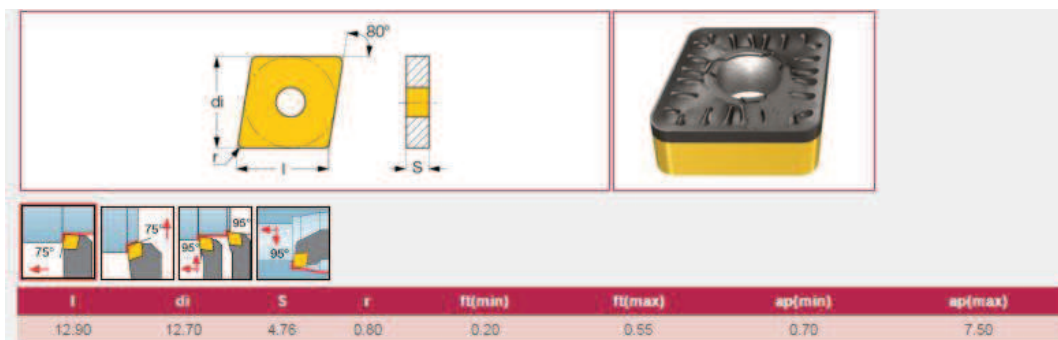 80º
di
r
l
S
75°
75°
95°
95°
95°
l di S r ft(min) ft(max) ap(min) ap(max)
12.90 12.70 4.76 0.80 0.20 0.55 0.70 7.50